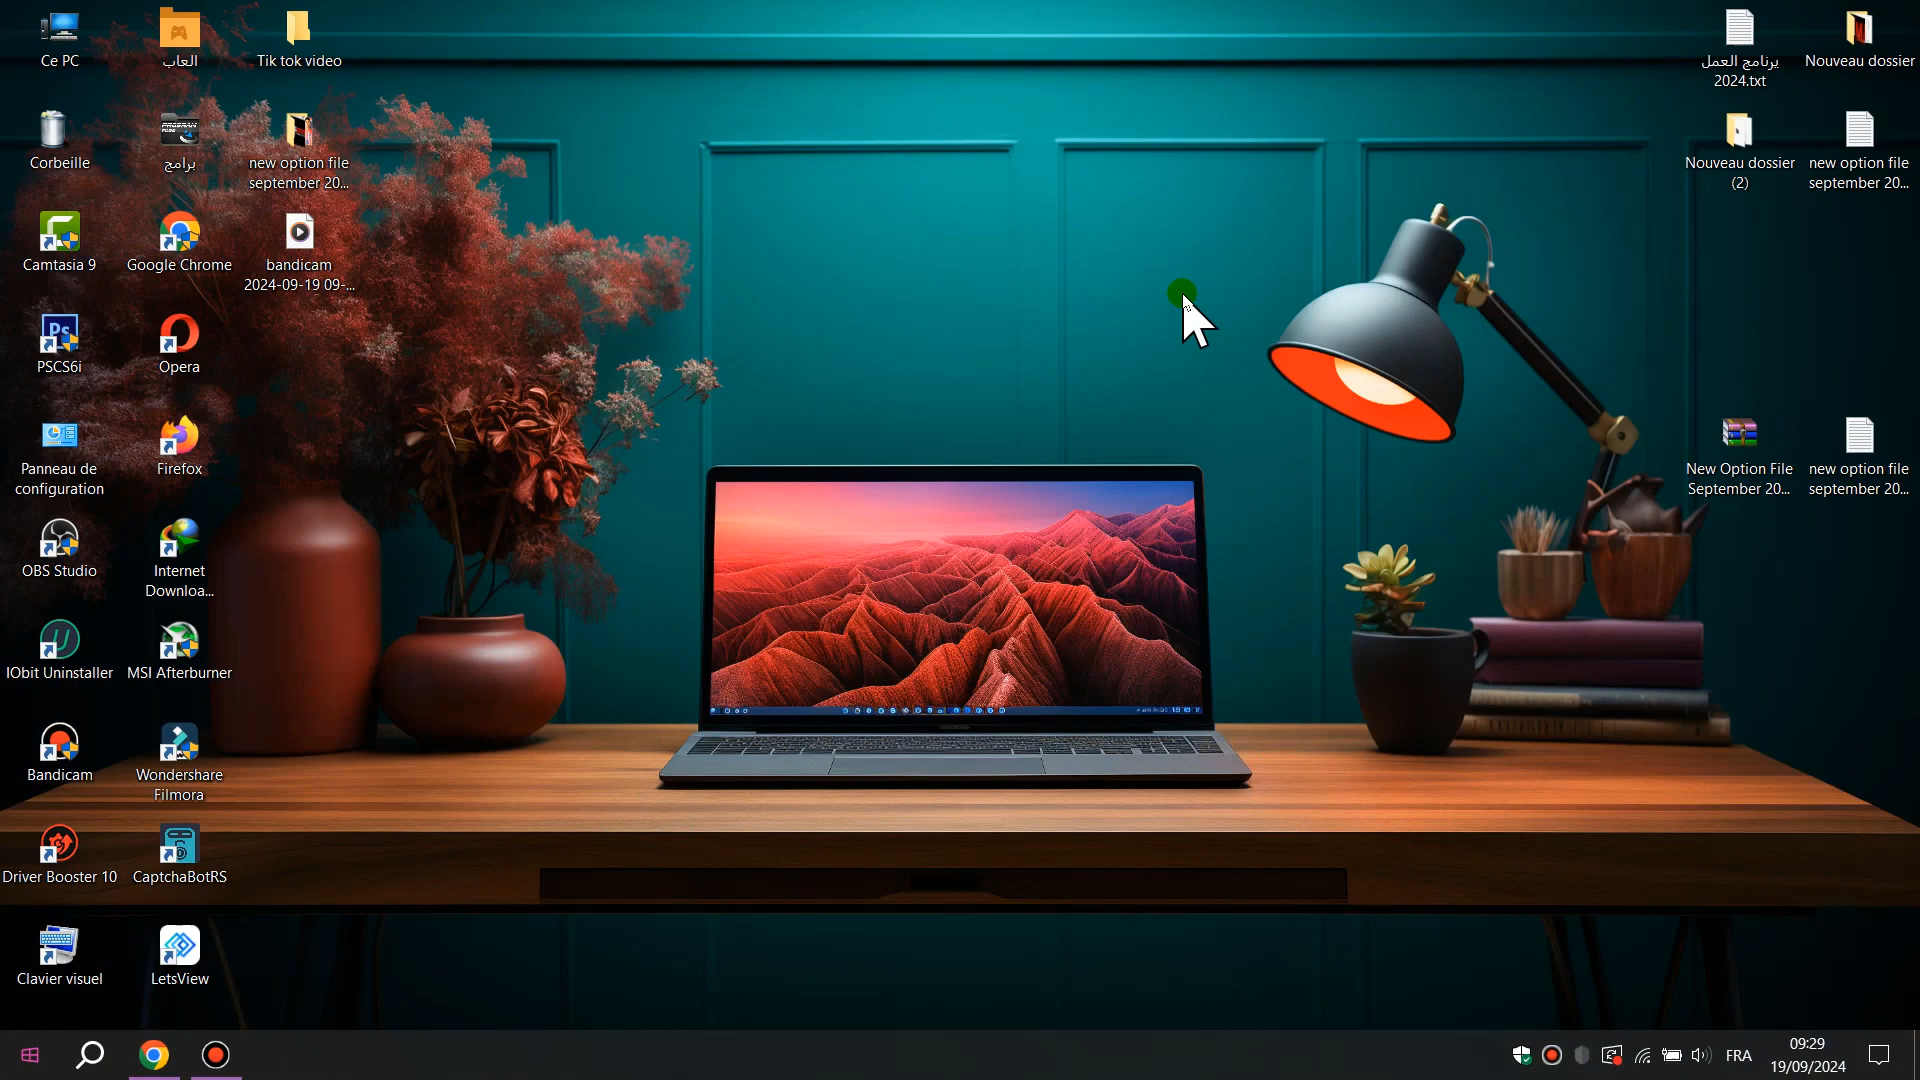 Ce PC
العاب
Tik tok video
يرنامج العمل
2024.txt
Nouveau dossier
Corbeille
برامج
new option file
september 20...
Nouveau dossier
(2)
new option file
september 20...
Camtasia 9
Google Chrome
bandicam
2024-09-19 09-...
PSCS6i
Opera
Panneau de
configuration
Firefox
New Option File
September 20...
new option file
september 20...
OBS Studio
Internet
Downloa...
IObit Uninstaller
MSI Afterburner
Bandicam
Wondershare
Filmora
Driver Booster 10
CaptchaBotRS
Clavier visuel
LetsView
FRA
09:29
19/09/2024